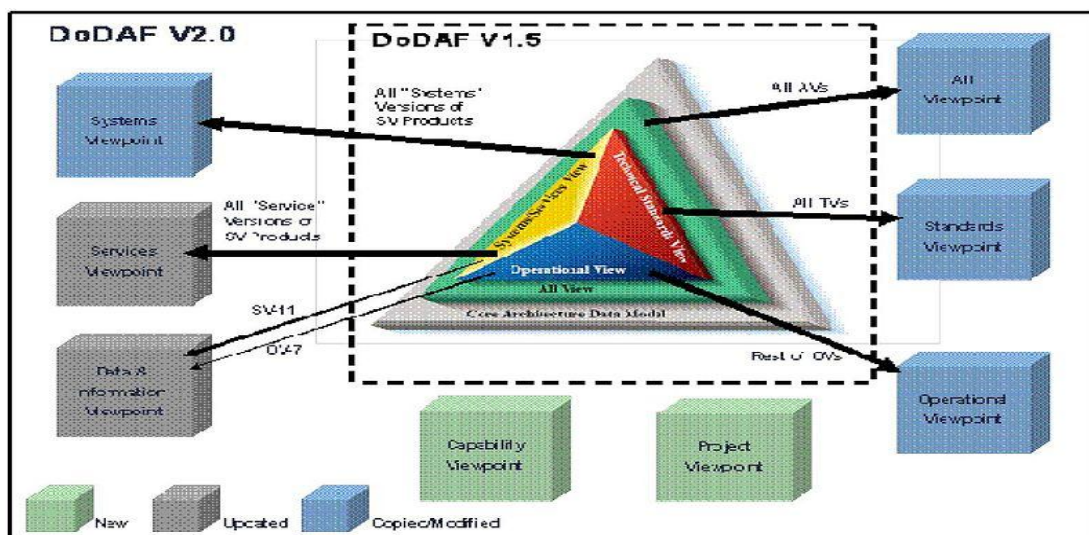 DoDAF V2.0
DoDAF V1.5
All "Systems"
Versions of
SV Products
All AVs
All
Viewpoint
Systems
Viewpoint
All "Service"
Versions of
SV Products
All TVs
Standards
Viewpoint
Services
Viewpoint
Systems/Services View
Technical Standards View
Operational View
All View
Core Architecture Data Model
SV-11
OV-7
Rest of OVs
Data &
Information
Viewpoint
Operational
Viewpoint
Capability
Viewpoint
Project
Viewpoint
New
Updated
Copied/Modified